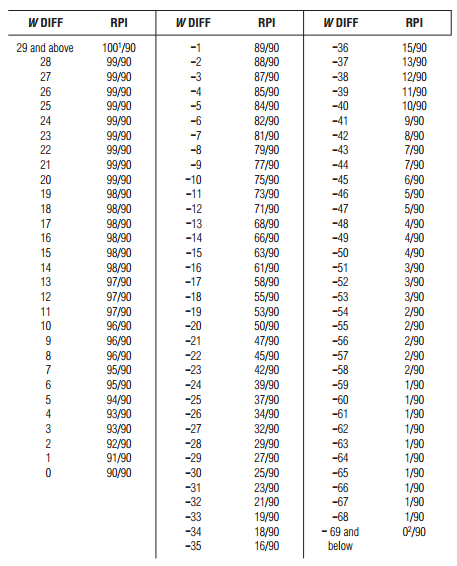 W DIFF RPI W DIFF RPI W DIFF RPI
29 and above 100¹/90 −1 89/90 −36 15/90
28 99/90 −2 88/90 −37 13/90
27 99/90 −3 87/90 −38 12/90
26 99/90 −4 85/90 −39 11/90
25 99/90 −5 84/90 −40 10/90
24 99/90 −6 82/90 −41 9/90
23 99/90 −7 81/90 −42 8/90
22 99/90 −8 79/90 −43 7/90
21 99/90 −9 77/90 −44 7/90
20 99/90 −10 75/90 −45 6/90
19 98/90 −11 73/90 −46 5/90
18 98/90 −12 71/90 −47 5/90
17 98/90 −13 68/90 −48 4/90
16 98/90 −14 66/90 −49 4/90
15 98/90 −15 63/90 −50 4/90
14 98/90 −16 61/90 −51 3/90
13 97/90 −17 58/90 −52 3/90
12 97/90 −18 55/90 −53 3/90
11 97/90 −19 53/90 −54 2/90
10 96/90 −20 50/90 −55 2/90
9 96/90 −21 47/90 −56 2/90
8 96/90 −22 45/90 −57 2/90
7 95/90 −23 42/90 −58 2/90
6 95/90 −24 39/90 −59 1/90
5 94/90 −25 37/90 −60 1/90
4 93/90 −26 34/90 −61 1/90
3 93/90 −27 32/90 −62 1/90
2 92/90 −28 29/90 −63 1/90
1 91/90 −29 27/90 −64 1/90
0 90/90 −30 25/90 −65 1/90
−31 23/90 −66 1/90
−32 21/90 −67 1/90
−33 19/90 −68 1/90
−34 18/90 − 69 and 0²/90
−35 16/90 below